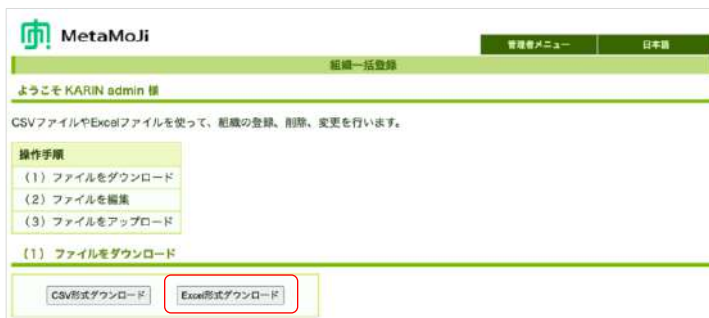 MetaMoJi
管理者メニュー 日本語
組織一括登録
ようこそ KARIN admin 様
CSVファイルやExcelファイルを使って、組織の登録、削除、変更を行います。
操作手順
（1）ファイルをダウンロード
（2）ファイルを編集
（3）ファイルをアップロード
（1） ファイルをダウンロード
CSV形式ダウンロード Excel形式ダウンロード